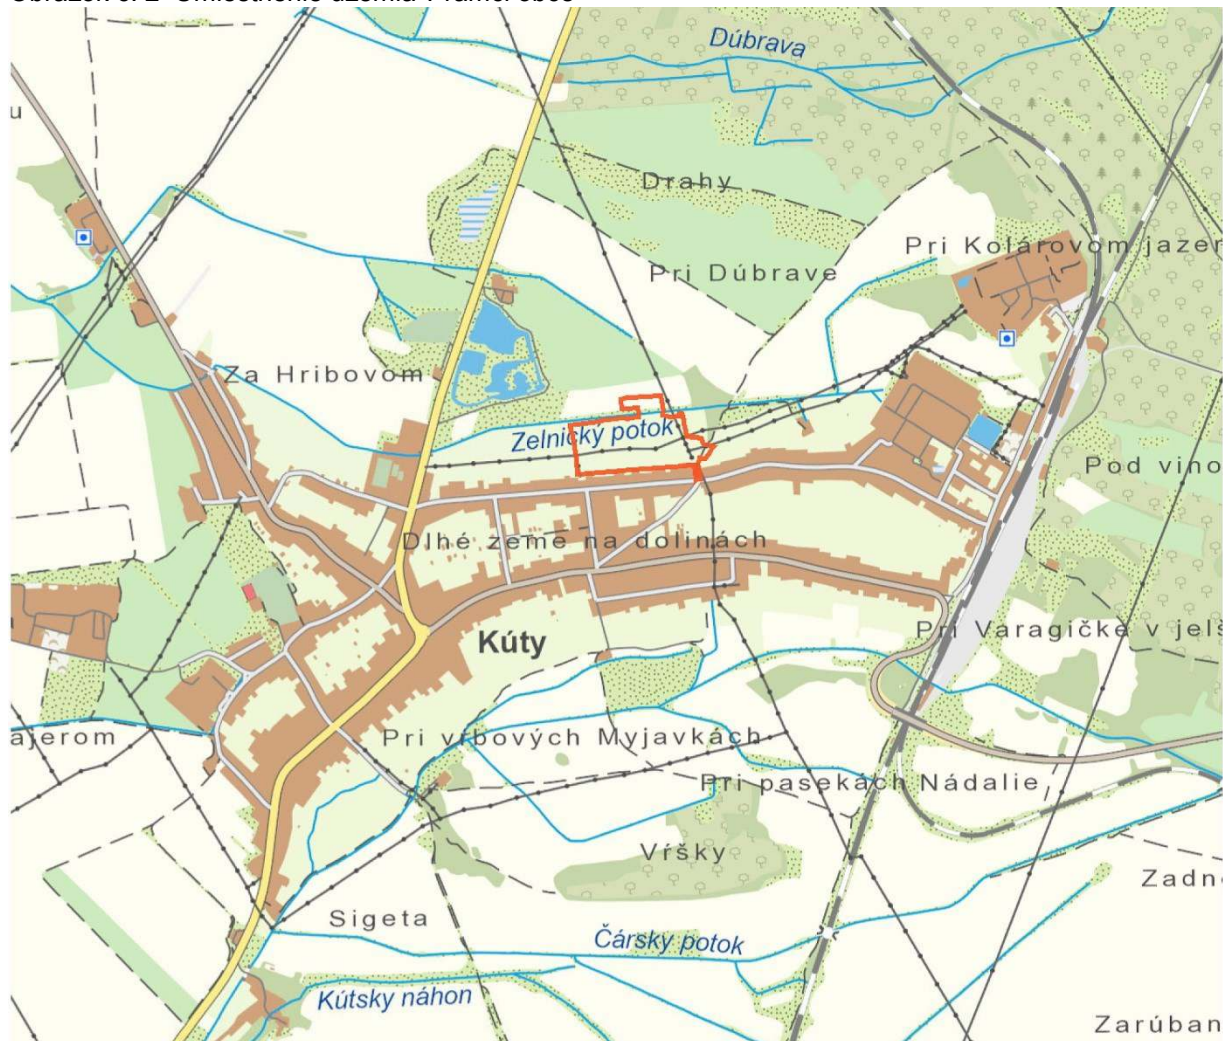 Dúbrava
u
Drahy
Pri Kolárovom jazer
Pri Dúbrave
Za Hribovom
Zelnický potok
Pod vino
Dlhé zeme na dolinách
Kúty
Pri Varagičke v jelš
ajerom
Pri vŕbových Myjavkách
Pri pasekách Nádalie
Vŕšky
Zadn
Sigeta
Čársky potok
Kútsky náhon
Zarúban